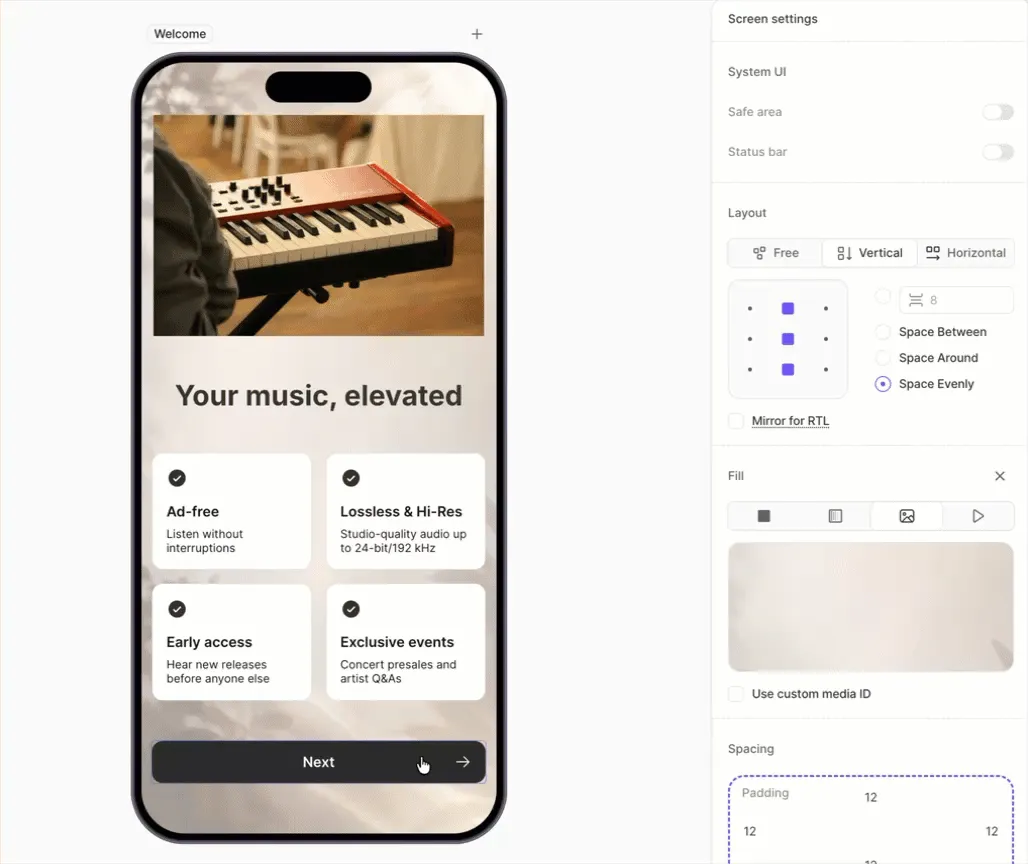 Welcome
Your music, elevated
Ad-free
Listen without
interruptions
Lossless & Hi-Res
Studio-quality audio up
to 24-bit/192 kHz
Early access
Hear new releases
before anyone else
Exclusive events
Concert presales and
artist Q&As
Next
Screen settings
System UI
Safe area
Status bar
Layout
Free
Vertical
Horizontal
8
Space Between
Space Around
Space Evenly
Mirror for RTL
Fill
Use custom media ID
Spacing
Padding
12
12
12
12